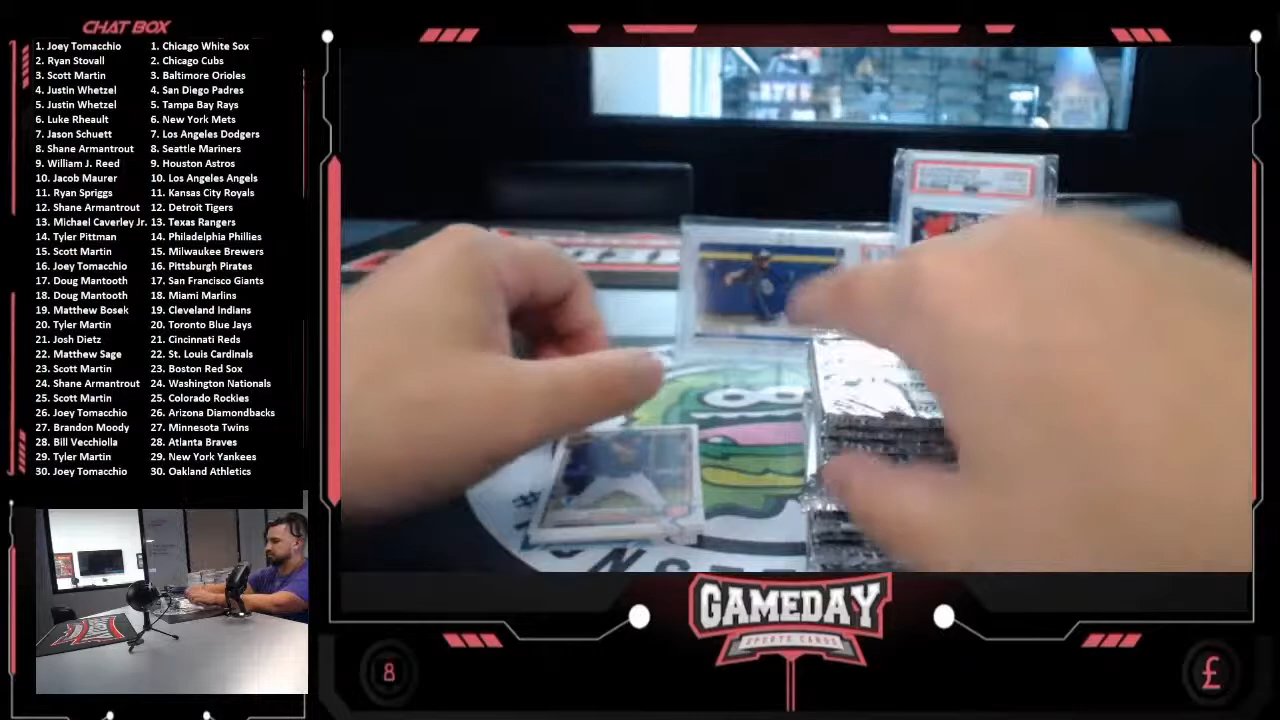 CHAT BOX
1. Joey Tomacchio 1. Chicago White Sox
2. Ryan Stovall 2. Chicago Cubs
3. Scott Martin 3. Baltimore Orioles
4. Justin Whetzel 4. San Diego Padres
5. Justin Whetzel 5. Tampa Bay Rays
6. Luke Rheault 6. New York Mets
7. Jason Schuett 7. Los Angeles Dodgers
8. Shane Armantrout 8. Seattle Mariners
9. William J. Reed 9. Houston Astros
10. Jacob Maurer 10. Los Angeles Angels
11. Ryan Spriggs 11. Kansas City Royals
12. Shane Armantrout 12. Detroit Tigers
13. Michael Caverley Jr. 13. Texas Rangers
14. Tyler Pittman 14. Philadelphia Phillies
15. Scott Martin 15. Milwaukee Brewers
16. Joey Tomacchio 16. Pittsburgh Pirates
17. Doug Mantooth 17. San Francisco Giants
18. Doug Mantooth 18. Miami Marlins
19. Matthew Bosek 19. Cleveland Indians
20. Tyler Martin 20. Toronto Blue Jays
21. Josh Dietz 21. Cincinnati Reds
22. Matthew Sage 22. St. Louis Cardinals
23. Scott Martin 23. Boston Red Sox
24. Shane Armantrout 24. Washington Nationals
25. Scott Martin 25. Colorado Rockies
26. Joey Tomacchio 26. Arizona Diamondbacks
27. Brandon Moody 27. Minnesota Twins
28. Bill Vecchiolla 28. Atlanta Braves
29. Tyler Martin 29. New York Yankees
30. Joey Tomacchio 30. Oakland Athletics
GAMEDAY
SPORTS CARDS
8
£